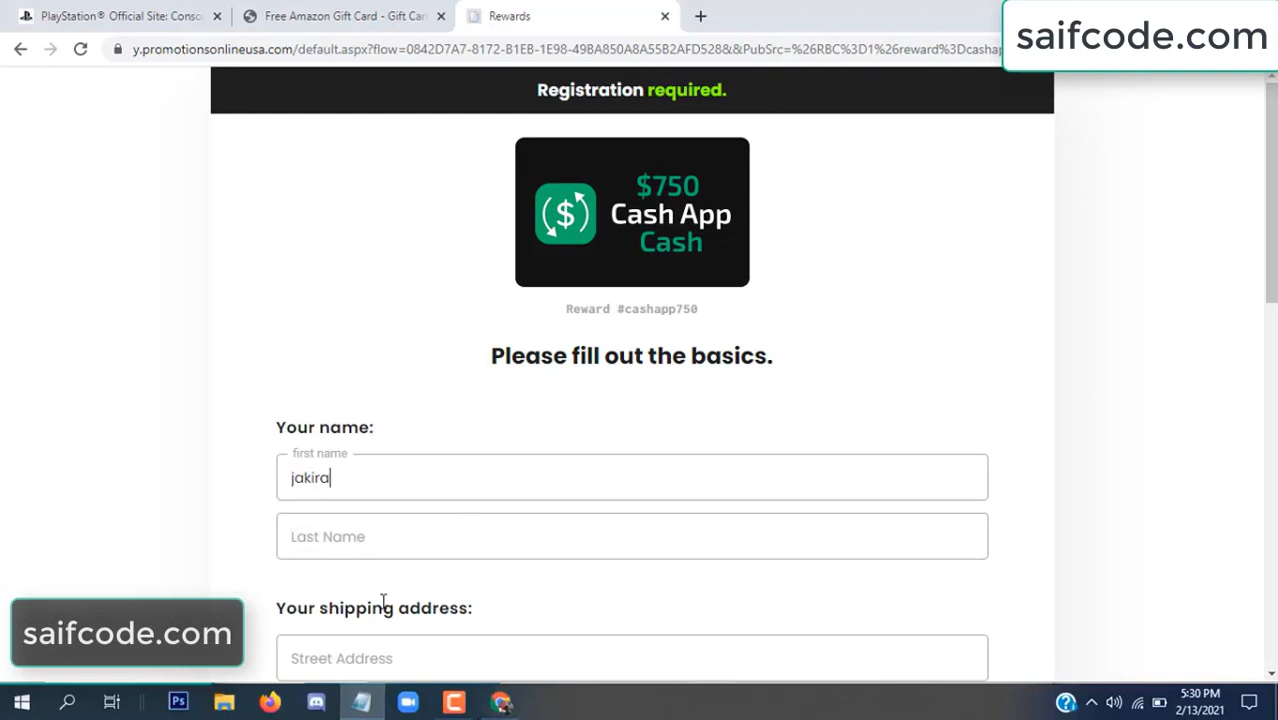 PlayStation® Official Site: Conso
Free Amazon Gift Card - Gift Car
Rewards
saifcode.com
y.promotionsonlineusa.com/default.aspx?flow=0842D7A7-8172-B1EB-1E98-49BA850A8A55B2AFD528&&PubSrc=%26RBC%3D1%26reward%3Dcashap
Registration required.
$750
Cash App
Cash
($)
Reward #cashapp750
Please fill out the basics.
Your name:
first name
jakira
Last Name
Your shipping address:
saifcode.com
Street Address
Ps
5:30 PM
2/13/2021